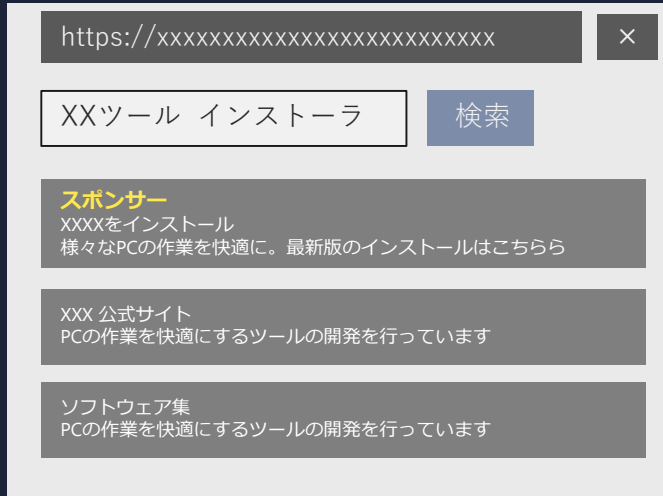 https://xxxxxxxxxxxxxxxxxxxxxxxxxx
×
XXツール インストーラ
検索
スポンサー
XXXXをインストール
様々なPCの作業を快適に。最新版のインストールはこちらら
XXX 公式サイト
PCの作業を快適にするツールの開発を行っています
ソフトウェア集
PCの作業を快適にするツールの開発を行っています